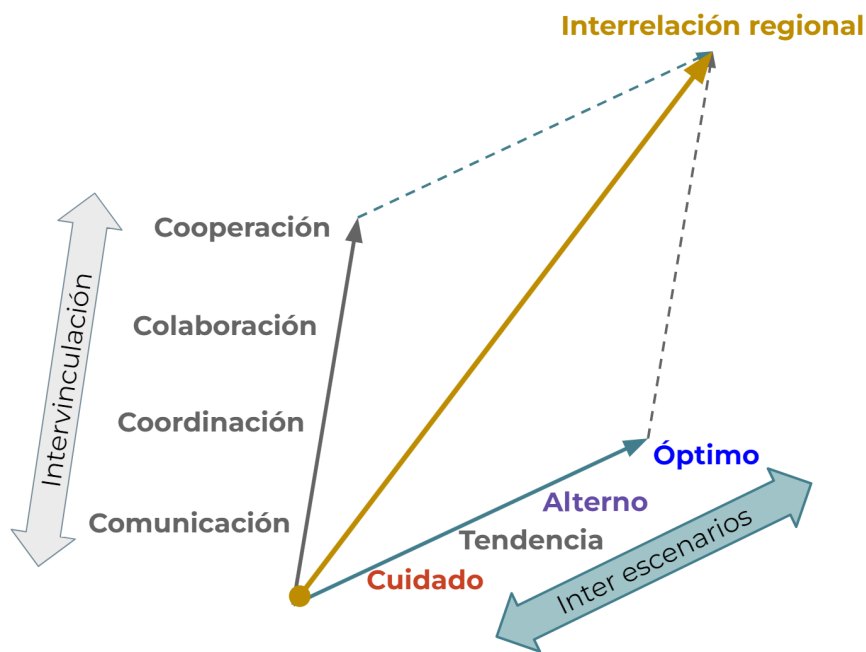 Interrelación regional
Cooperación
Colaboración
Coordinación
Comunicación
Intervinculación
Óptimo
Alterno
Tendencia
Cuidado
Inter escenarios